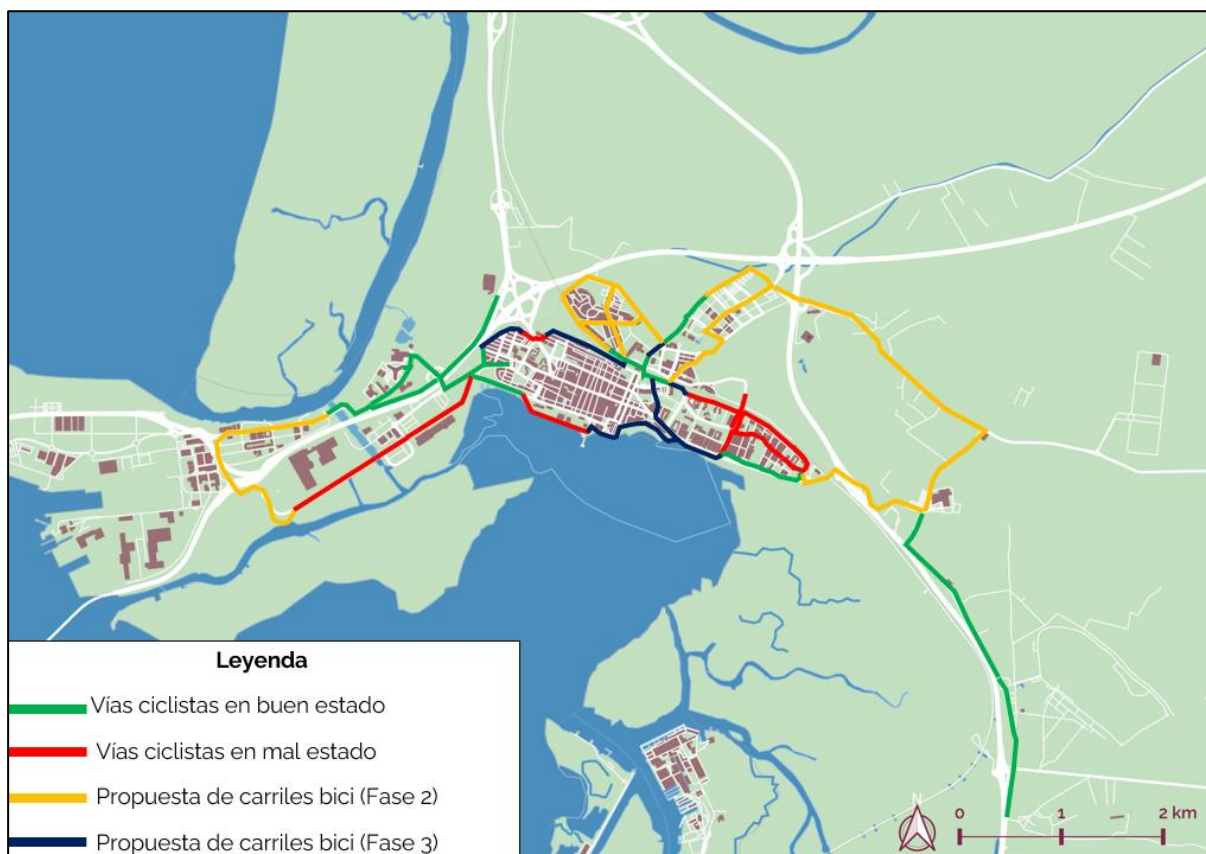 Leyenda
Vías ciclistas en buen estado
Vías ciclistas en mal estado
Propuesta de carriles bici (Fase 2)
Propuesta de carriles bici (Fase 3)
N
0 1 2 km